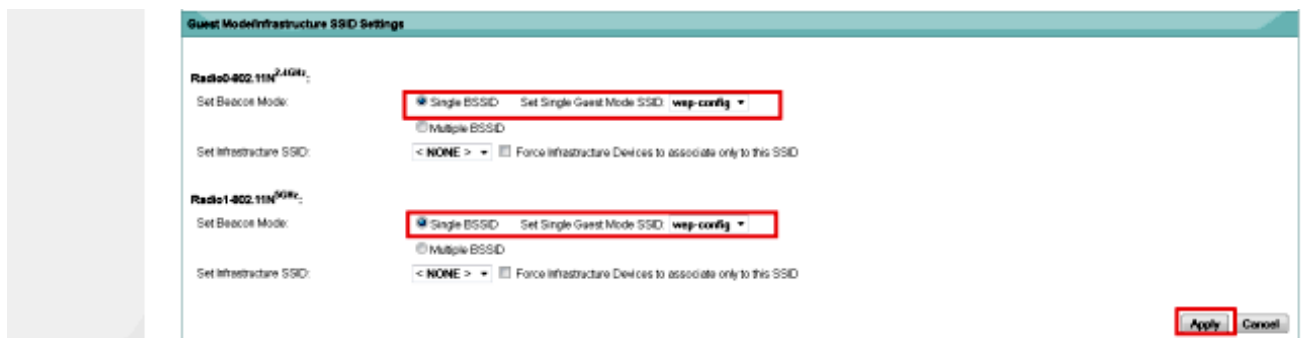 Guest Mode/Infrastructure SSID Settings
Radio0-802.11N2.4GHz:
Set Beacon Mode: Single BSSID Set Single Guest Mode SSID: wep-config
Multiple BSSID
Set Infrastructure SSID: < NONE > Force Infrastructure Devices to associate only to this SSID
Radio1-802.11N5GHz:
Set Beacon Mode: Single BSSID Set Single Guest Mode SSID: wep-config
Multiple BSSID
Set Infrastructure SSID: < NONE > Force Infrastructure Devices to associate only to this SSID
Apply Cancel